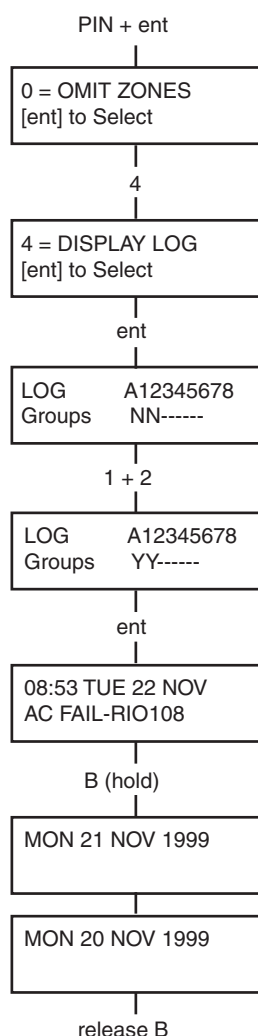 PIN + ent
0 = OMIT ZONES
[ent] to Select
4
4 = DISPLAY LOG
[ent] to Select
ent
LOG A12345678
Groups NN------
1 + 2
LOG A12345678
Groups YY------
ent
08:53 TUE 22 NOV
AC FAIL-RIO108
B (hold)
MON 21 NOV 1999
MON 20 NOV 1999
release B